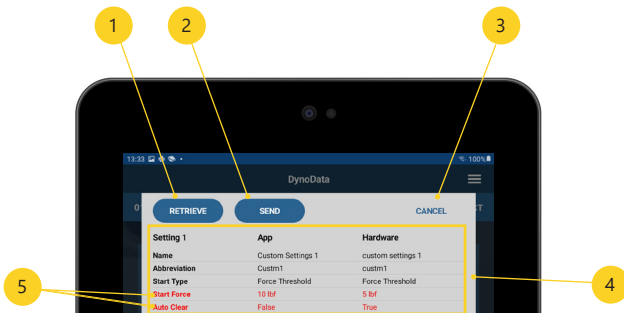 1 2 3
13:33 100%
DynoData
RETRIEVE SEND CANCEL
Setting 1 App Hardware
Name Custom Settings 1 custom settings 1
Abbreviation Custm1 custm1
Start Type Force Threshold Force Threshold
Start Force 10 lbf 5 lbf
Auto Clear False True
5 4